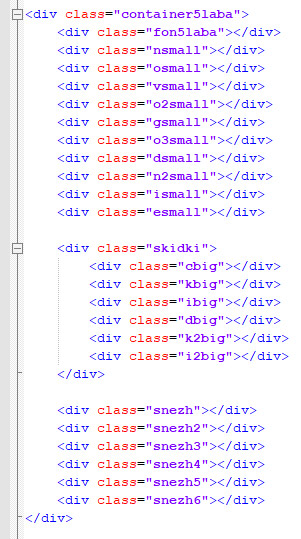 <div class="container5laba">
<div class="fon5laba"></div>
<div class="nsmall"></div>
<div class="osmall"></div>
<div class="vsmall"></div>
<div class="o2small"></div>
<div class="gsmall"></div>
<div class="o3small"></div>
<div class="dsmall"></div>
<div class="n2small"></div>
<div class="ismall"></div>
<div class="esmall"></div>
<div class="skidki">
<div class="cbig"></div>
<div class="kbig"></div>
<div class="ibig"></div>
<div class="dbig"></div>
<div class="k2big"></div>
<div class="i2big"></div>
</div>
<div class="snezh"></div>
<div class="snezh2"></div>
<div class="snezh3"></div>
<div class="snezh4"></div>
<div class="snezh5"></div>
<div class="snezh6"></div>
</div>